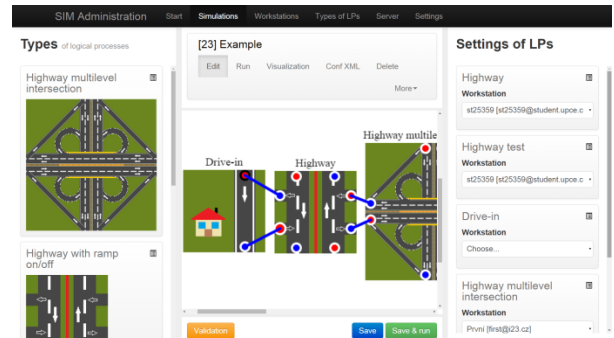 SIM Administration Start Simulations Workstations Types of LPs Server Settings
Types of logical processes
Highway multilevel
intersection
Highway with ramp
on/off
[23] Example
Edit Run Visualization Conf XML Delete
More
Drive-in
Highway
Highway multile
Validation
Save
Save & run
Settings of LPs
Highway
Workstation
st25359 [st25359@student.upce.c
Highway test
Workstation
st25359 [st25359@student.upce.c
Drive-in
Workstation
Choose...
Highway multilevel
intersection
Workstation
Prvni [first@i23.cz]